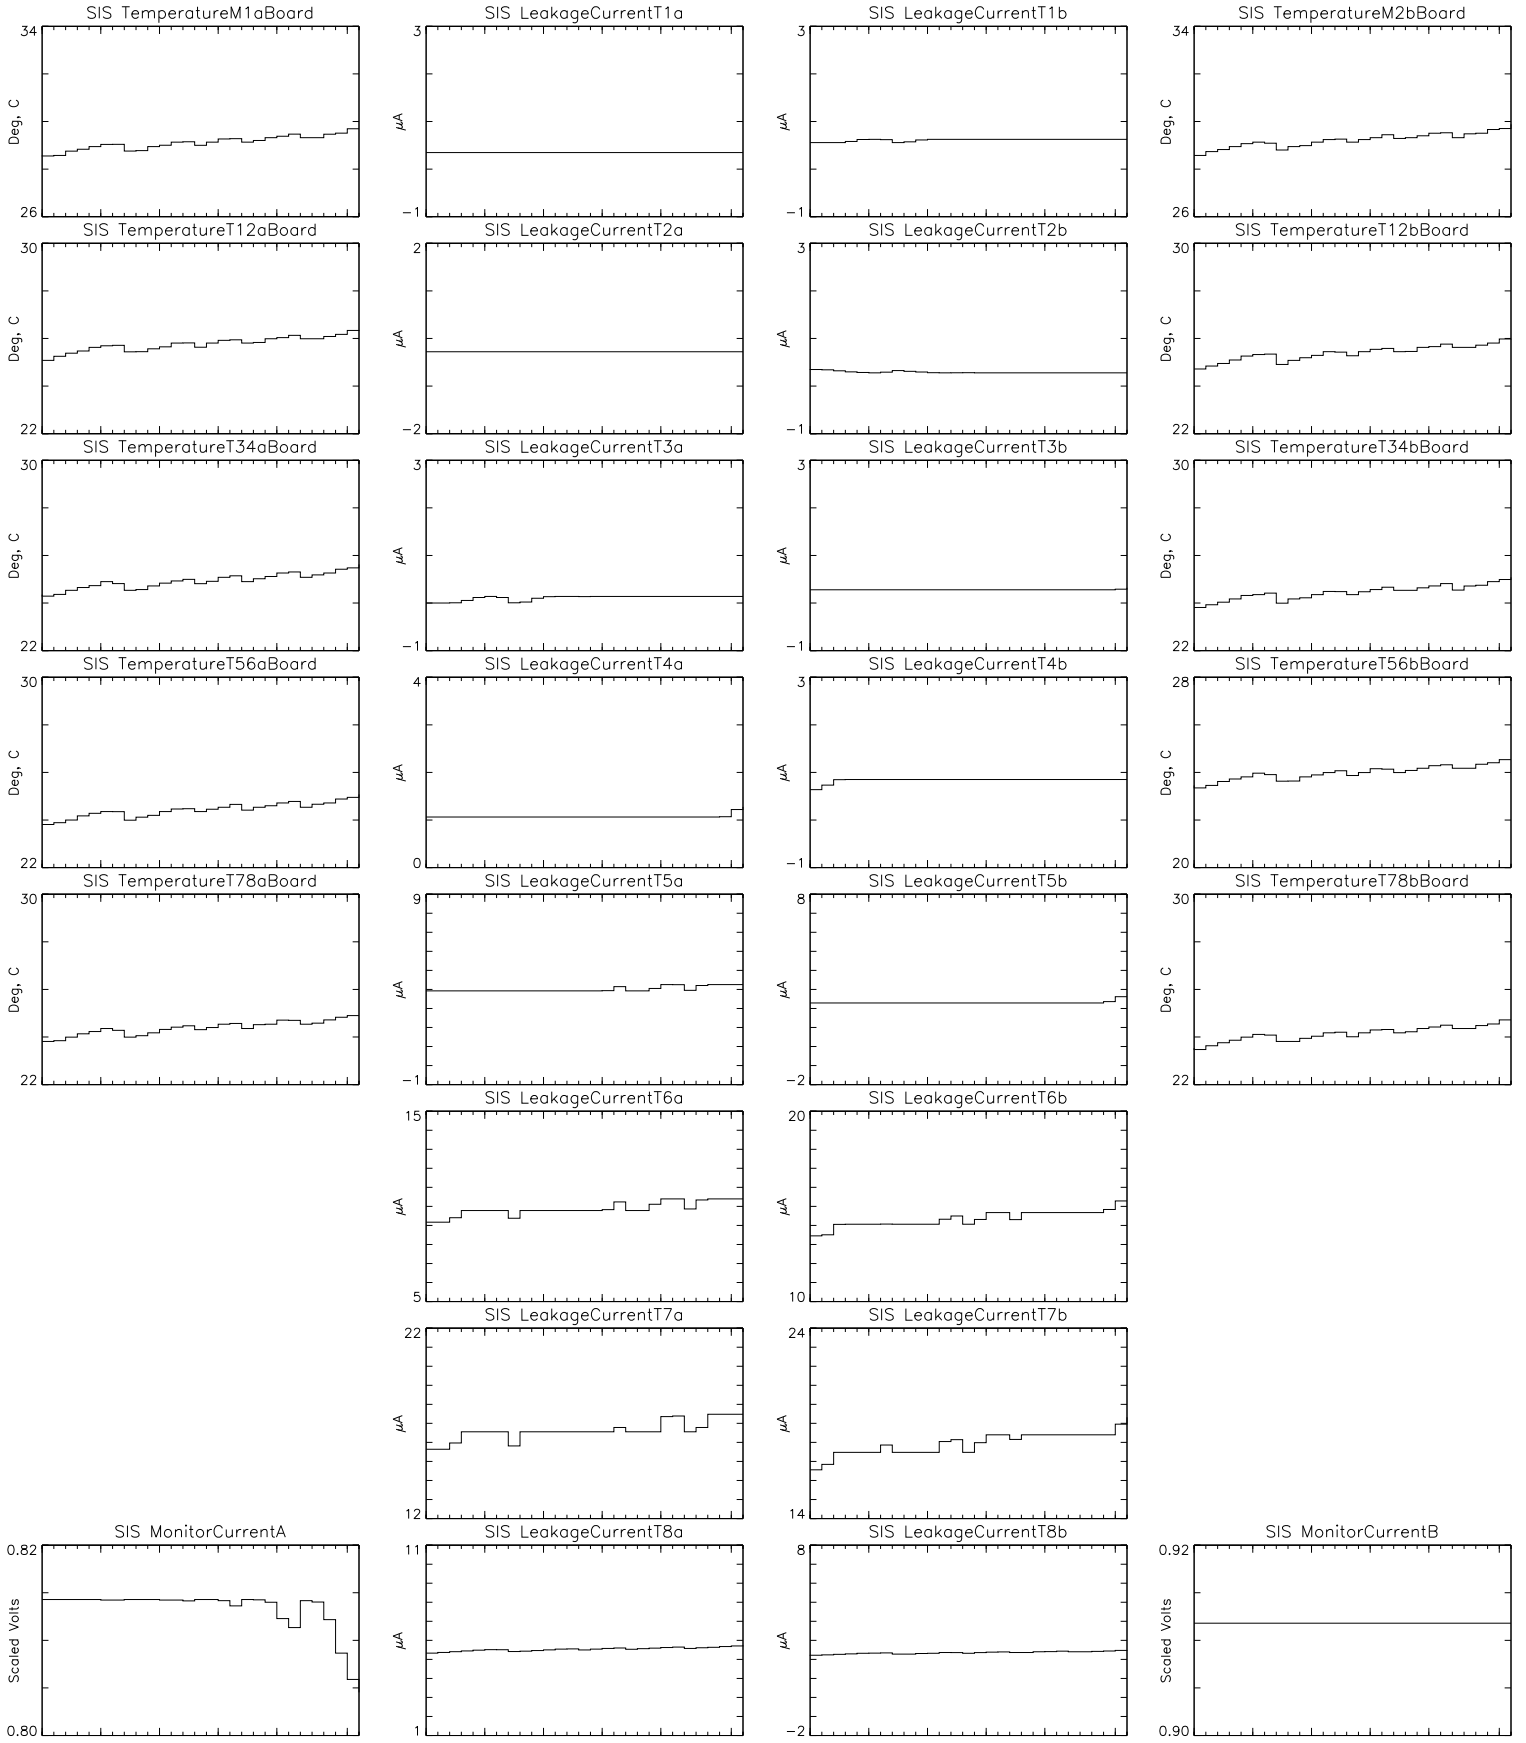 SIS TemperatureM1aBoard
34
Deg, C
26
SIS LeakageCurrentT1a
3
μA
−1
SIS LeakageCurrentT1b
3
μA
−1
SIS TemperatureM2bBoard
34
Deg, C
26
SIS TemperatureT12aBoard
30
Deg, C
22
SIS LeakageCurrentT2a
2
μA
−2
SIS LeakageCurrentT2b
3
μA
−1
SIS TemperatureT12bBoard
30
Deg, C
22
SIS TemperatureT34aBoard
30
Deg, C
22
SIS LeakageCurrentT3a
3
μA
−1
SIS LeakageCurrentT3b
3
μA
−1
SIS TemperatureT34bBoard
30
Deg, C
22
SIS TemperatureT56aBoard
30
Deg, C
22
SIS LeakageCurrentT4a
4
μA
0
SIS LeakageCurrentT4b
3
μA
−1
SIS TemperatureT56bBoard
28
Deg, C
20
SIS TemperatureT78aBoard
30
Deg, C
22
SIS LeakageCurrentT5a
9
μA
−1
SIS LeakageCurrentT5b
8
μA
−2
SIS TemperatureT78bBoard
30
Deg, C
22
SIS LeakageCurrentT6a
15
μA
5
SIS LeakageCurrentT6b
20
μA
10
SIS LeakageCurrentT7a
22
μA
12
SIS LeakageCurrentT7b
24
μA
14
SIS MonitorCurrentA
0.82
Scaled Volts
0.80
SIS LeakageCurrentT8a
11
μA
1
SIS LeakageCurrentT8b
8
μA
−2
SIS MonitorCurrentB
0.92
Scaled Volts
0.90